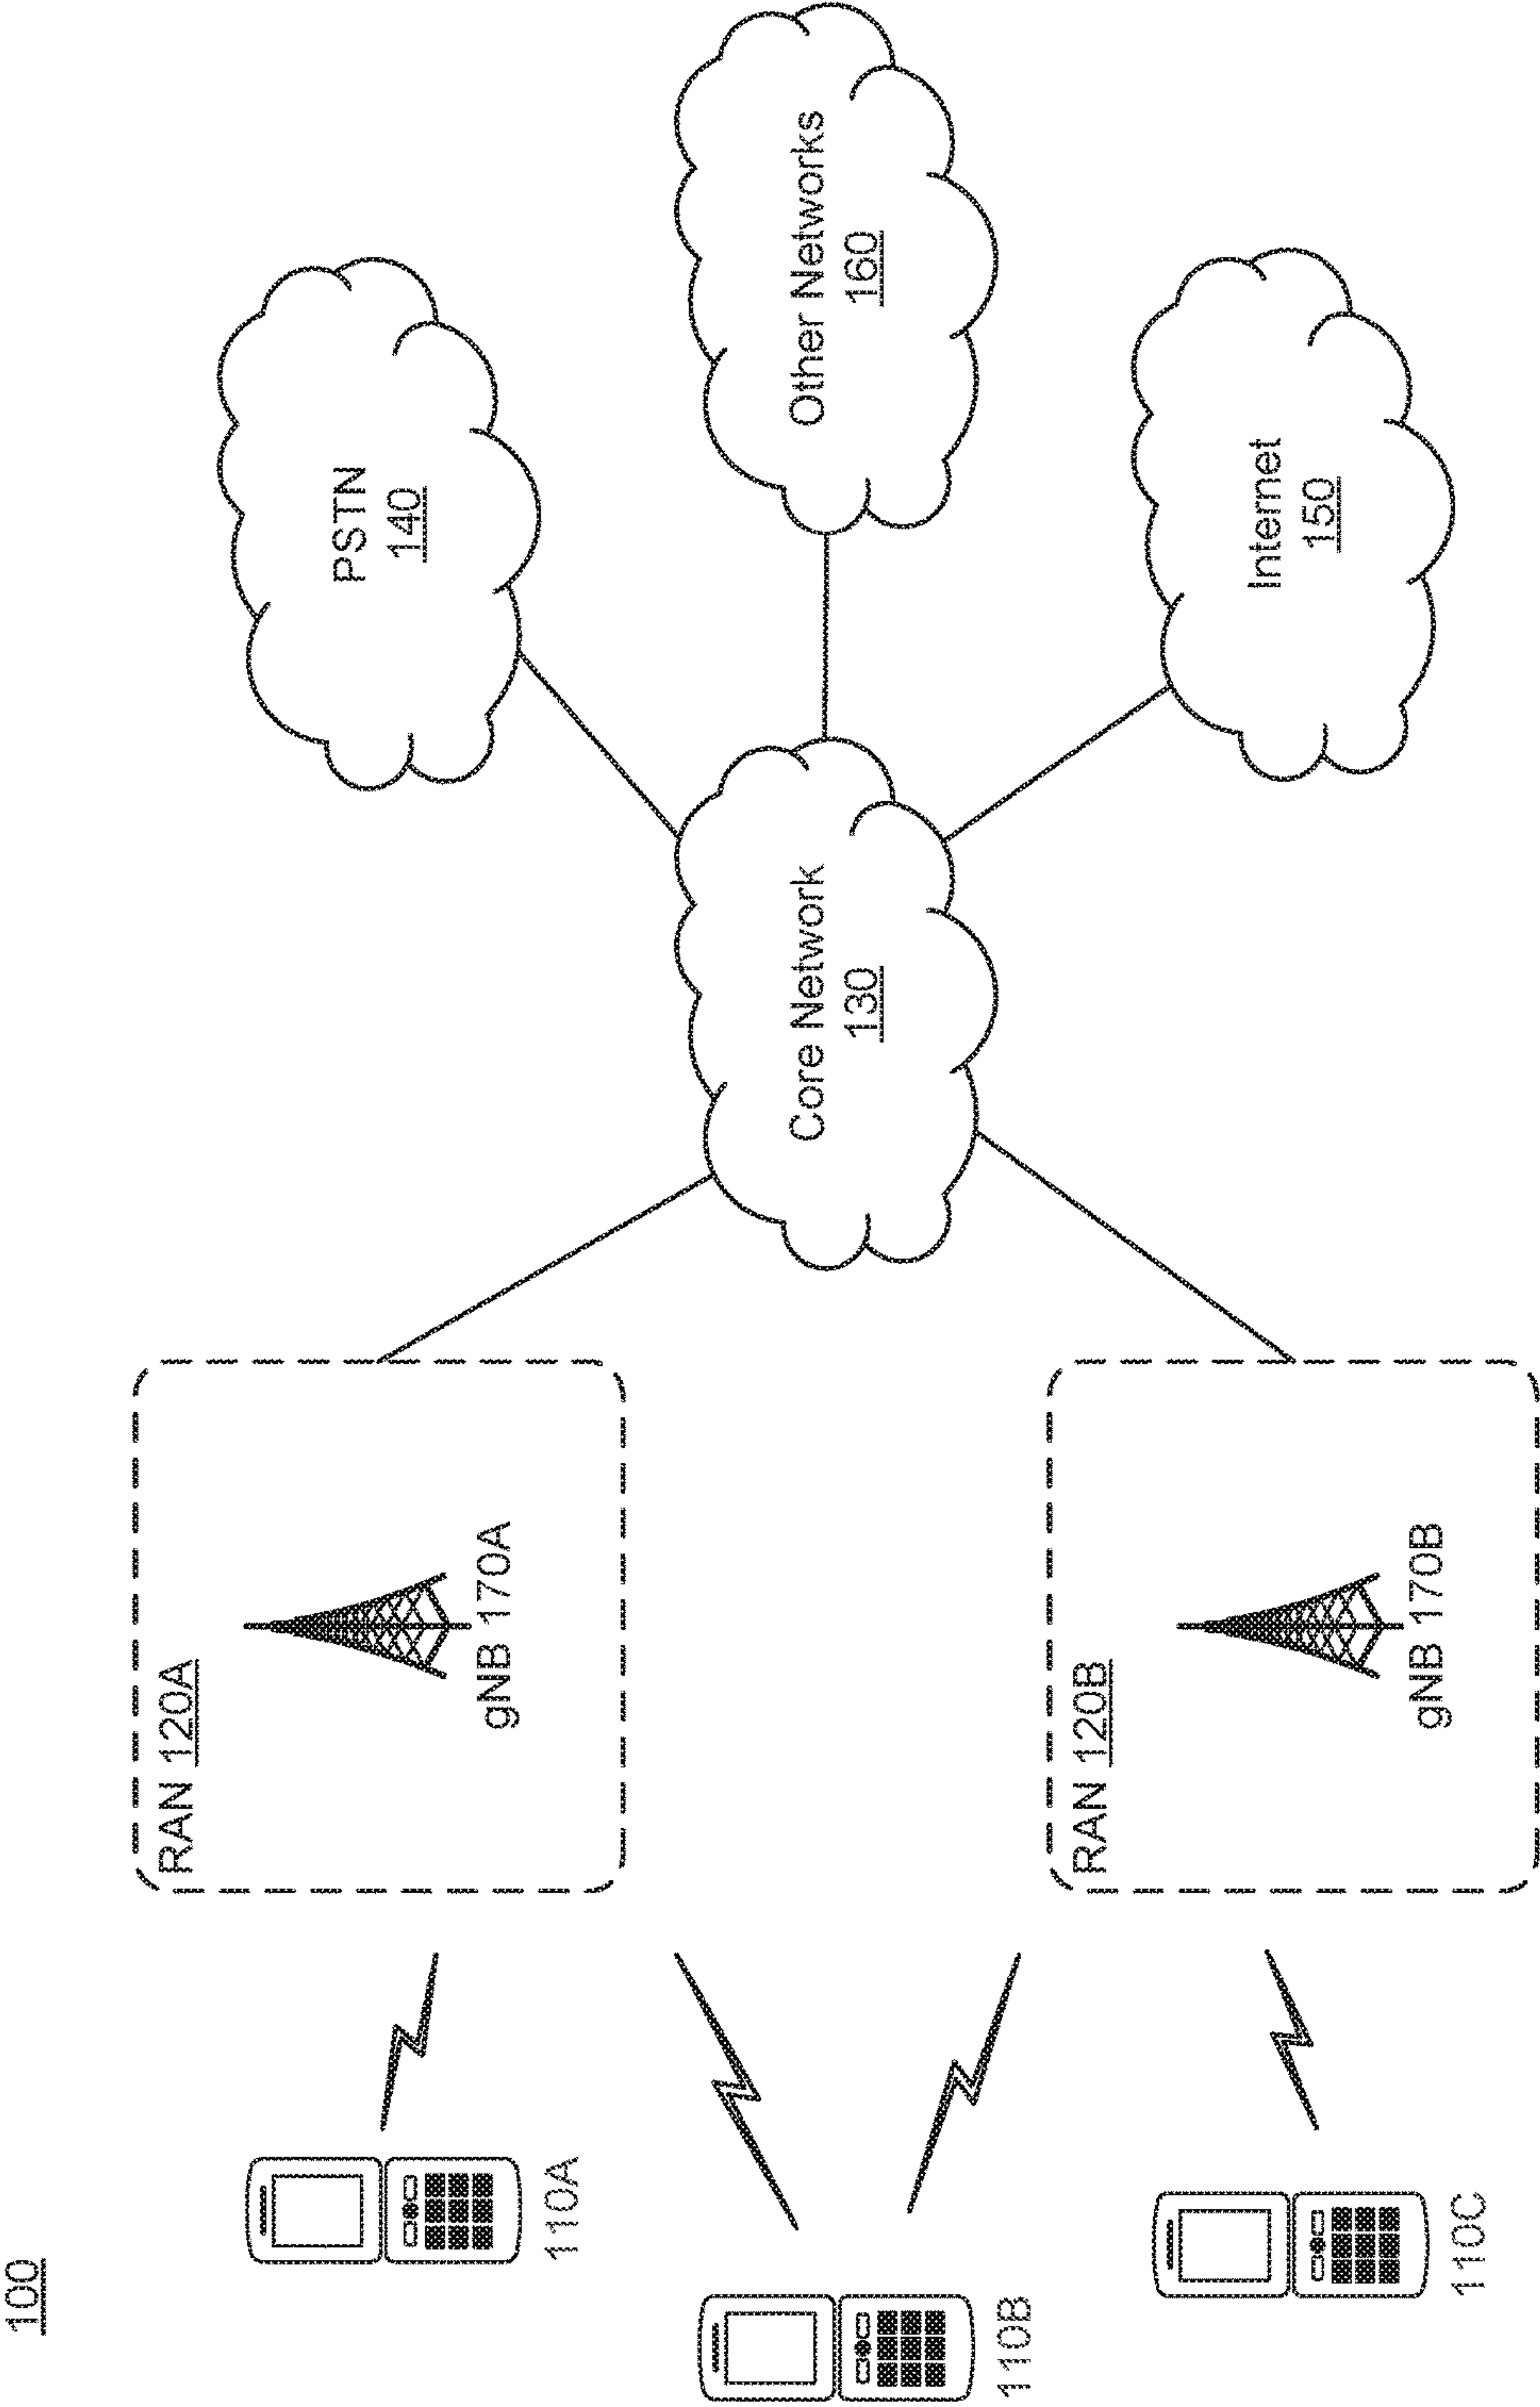 100
110A
110B
110C
RAN 120A
gNB 170A
RAN 120B
gNB 170B
Core Network
130
PSTN
140
Other Networks
160
Internet
150